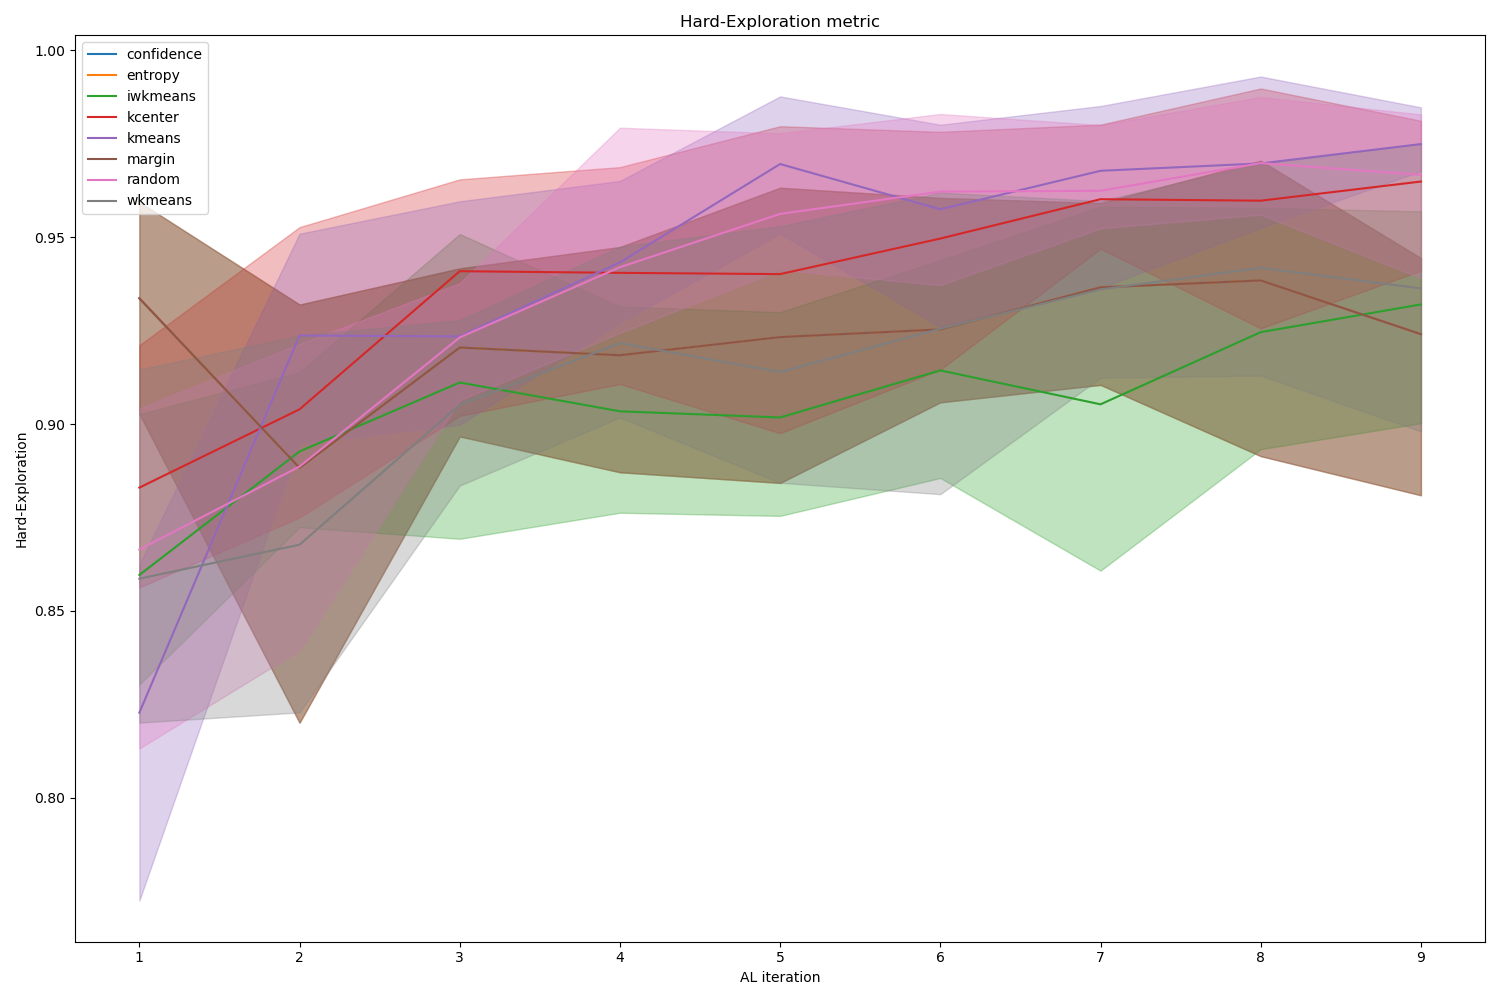 Hard-Exploration metric
confidence
entropy
iwkmeans
kcenter
kmeans
margin
random
wkmeans
1.00
0.95
0.90
0.85
0.80
Hard-Exploration
1 2 3 4 5 6 7 8 9
AL iteration